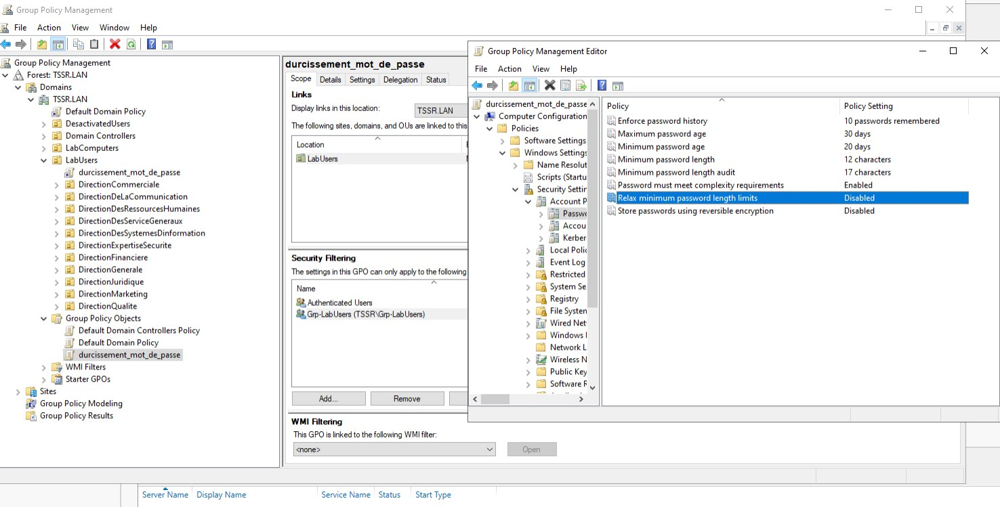 Group Policy Management
File Action View Window Help
Group Policy Management
Forest: TSSR.LAN
Domains
TSSR.LAN
Default Domain Policy
DesactivatedUsers
Domain Controllers
LabComputers
LabUsers
durcissement_mot_de_passe
DirectionCommerciale
DirectionDeLaCommunication
DirectionDesRessourcesHumaines
DirectionDesServiceGeneraux
DirectionDesSystemesDinformation
DirectionExpertiseSecurite
DirectionFinanciere
DirectionGenerale
DirectionJuridique
DirectionMarketing
DirectionQualite
Group Policy Objects
Default Domain Controllers Policy
Default Domain Policy
durcissement_mot_de_passe
WMI Filters
Starter GPOs
Sites
Group Policy Modeling
Group Policy Results
durcissement_mot_de_passe
Scope Details Settings Delegation Status
Links
Display links in this location: TSSR.LAN
The following sites, domains, and OUs are linked to this
Location
LabUsers
Security Filtering
The settings in this GPO can only apply to the following
Name
Authenticated Users
Grp-LabUsers (TSSR\Grp-LabUsers)
Add... Remove
WMI Filtering
This GPO is linked to the following WMI filter:
<none> Open
Group Policy Management Editor
File Action View Help
durcissement_mot_de_passe
Computer Configuration
Policies
Software Settings
Windows Settings
Name Resolut
Scripts (Startu
Security Settin
Account P
Passwo
Accou
Kerber
Local Polic
Event Log
Restricted
System Se
Registry
File System
Wired Net
Windows
Network L
Wireless N
Public Key
Software R
Policy Policy Setting
Enforce password history 10 passwords remembered
Maximum password age 30 days
Minimum password age 20 days
Minimum password length 12 characters
Minimum password length audit 17 characters
Password must meet complexity requirements Enabled
Relax minimum password length limits Disabled
Store passwords using reversible encryption Disabled
Server Name Display Name Service Name Status Start Type